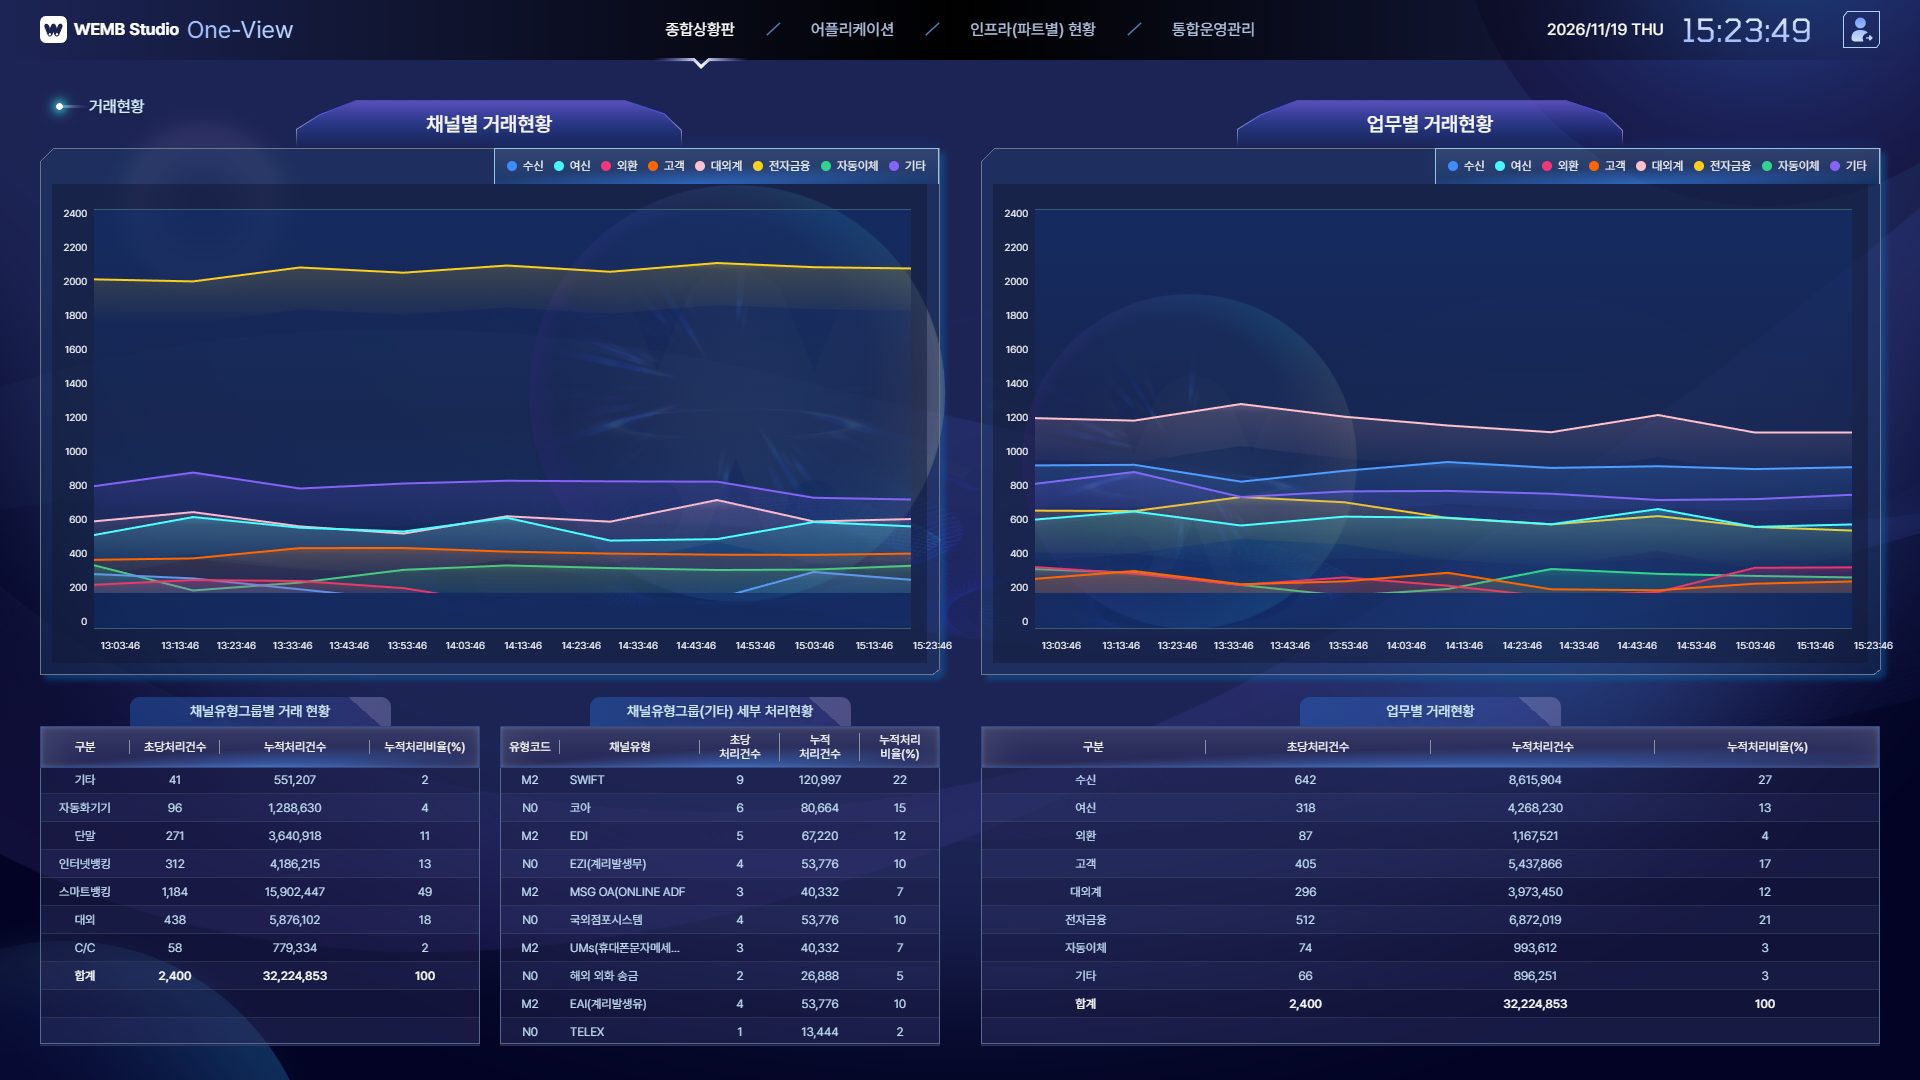 WEMB Studio One-View
종합상황판 / 어플리케이션 / 인프라(파트별) 현황 / 통합운영관리
2026/11/19 THU 15:23:49
거래현황
채널별 거래현황
수신 여신 외환 고객 대외계 전자금융 자동이체 기타
2400
2200
2000
1800
1600
1400
1200
1000
800
600
400
200
0
13:03:46 13:13:46 13:23:46 13:33:46 13:43:46 13:53:46 14:03:46 14:13:46 14:23:46 14:33:46 14:43:46 14:53:46 15:03:46 15:13:46 15:23:46
업무별 거래현황
수신 여신 외환 고객 대외계 전자금융 자동이체 기타
2400
2200
2000
1800
1600
1400
1200
1000
800
600
400
200
0
13:03:46 13:13:46 13:23:46 13:33:46 13:43:46 13:53:46 14:03:46 14:13:46 14:23:46 14:33:46 14:43:46 14:53:46 15:03:46 15:13:46 15:23:46
채널유형그룹별 거래 현황
구분 초당처리건수 누적처리건수 누적처리비율(%)
기타 41 551,207 2
자동화기기 96 1,288,630 4
단말 271 3,640,918 11
인터넷뱅킹 312 4,186,215 13
스마트뱅킹 1,184 15,902,447 49
대외 438 5,876,102 18
C/C 58 779,334 2
합계 2,400 32,224,853 100
채널유형그룹(기타) 세부 처리현황
유형코드 채널유형 초당 처리건수 누적 처리건수 누적처리 비율(%)
M2 SWIFT 9 120,997 22
N0 코아 6 80,664 15
M2 EDI 5 67,220 12
N0 EZI(계리발생무) 4 53,776 10
M2 MSG OA(ONLINE ADF 3 40,332 7
N0 국외점포시스템 4 53,776 10
M2 UMs(휴대폰문자메세... 3 40,332 7
N0 해외 외화 송금 2 26,888 5
M2 EAI(계리발생유) 4 53,776 10
N0 TELEX 1 13,444 2
업무별 거래현황
구분 초당처리건수 누적처리건수 누적처리비율(%)
수신 642 8,615,904 27
여신 318 4,268,230 13
외환 87 1,167,521 4
고객 405 5,437,866 17
대외계 296 3,973,450 12
전자금융 512 6,872,019 21
자동이체 74 993,612 3
기타 66 896,251 3
합계 2,400 32,224,853 100